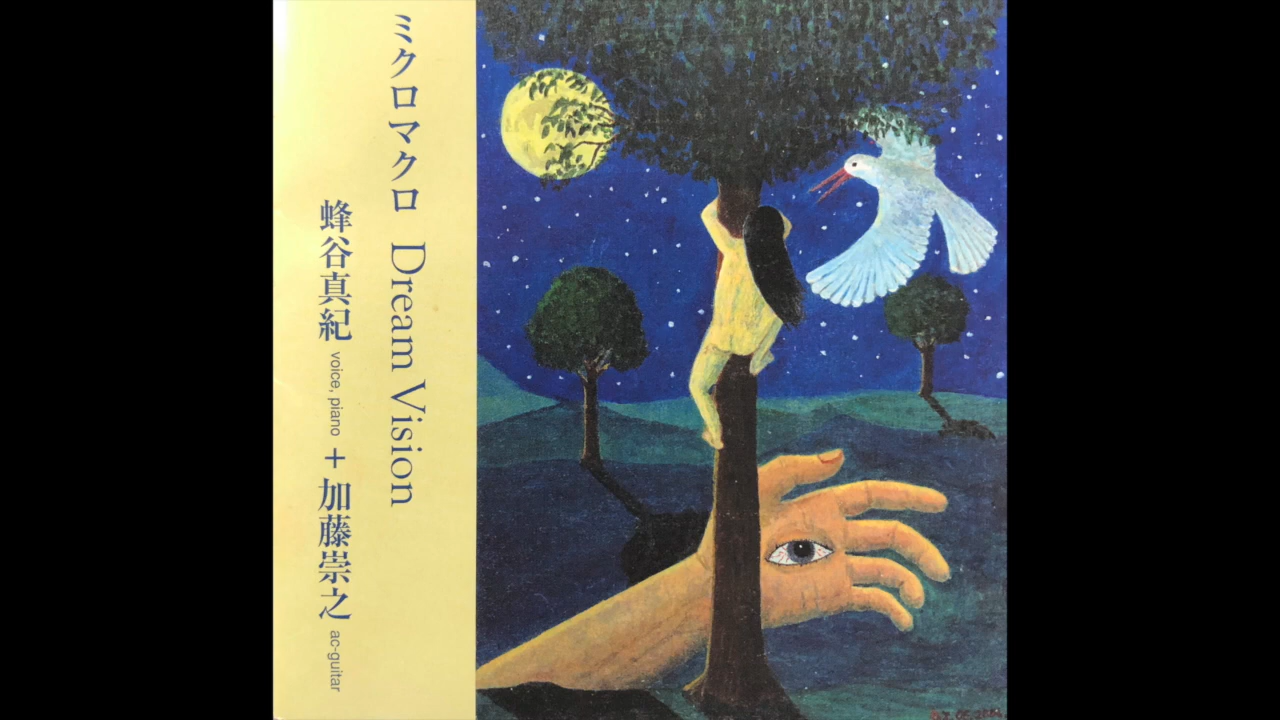 ミクロマクロ Dream Vision
蜂谷真紀 voice, piano + 加藤崇之 ac-guitar